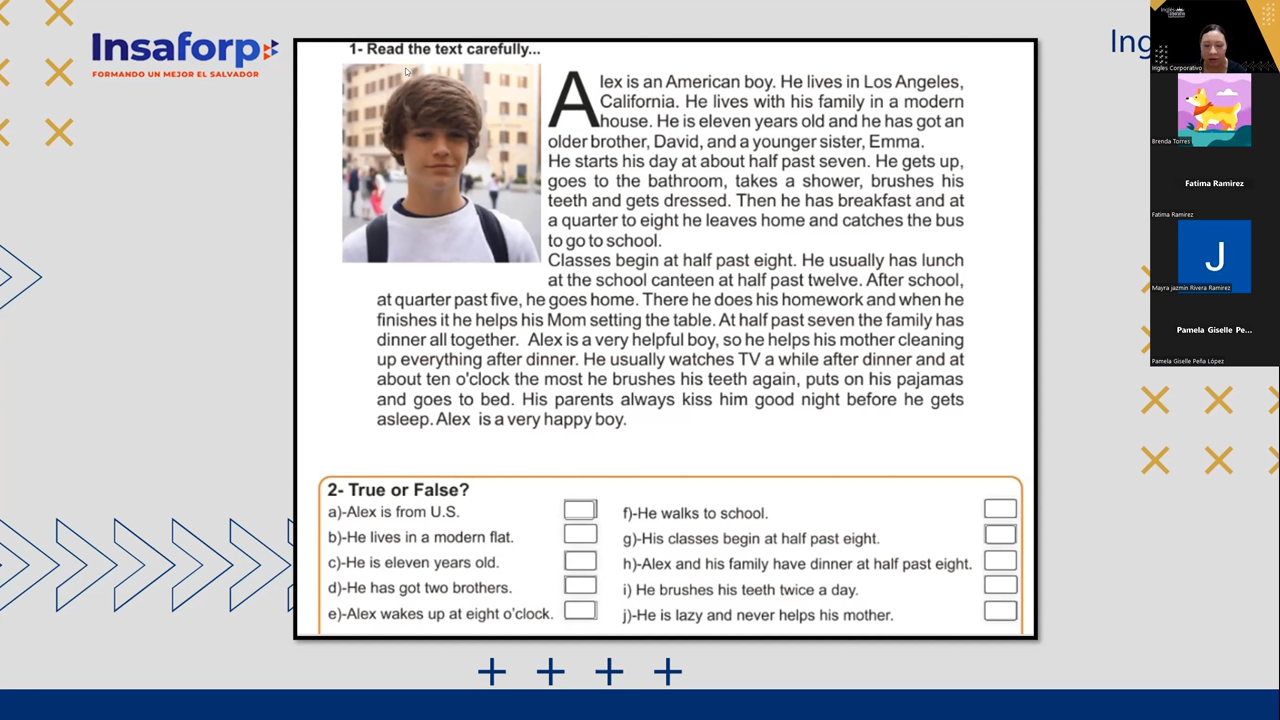 Insaforp
FORMANDO UN MEJOR EL SALVADOR
Ing
1- Read the text carefully...
Alex is an American boy. He lives in Los Angeles,
California. He lives with his family in a modern
house. He is eleven years old and he has got an
older brother, David, and a younger sister, Emma.
He starts his day at about half past seven. He gets up,
goes to the bathroom, takes a shower, brushes his
teeth and gets dressed. Then he has breakfast and at
a quarter to eight he leaves home and catches the bus
to go to school.
Classes begin at half past eight. He usually has lunch
at the school canteen at half past twelve. After school,
at quarter past five, he goes home. There he does his homework and when he
finishes it he helps his Mom setting the table. At half past seven the family has
dinner all together. Alex is a very helpful boy, so he helps his mother cleaning
up everything after dinner. He usually watches TV a while after dinner and at
about ten o'clock the most he brushes his teeth again, puts on his pajamas
and goes to bed. His parents always kiss him good night before he gets
asleep. Alex is a very happy boy.
2- True or False?
a)-Alex is from U.S.
b)-He lives in a modern flat.
c)-He is eleven years old.
d)-He has got two brothers.
e)-Alex wakes up at eight o'clock.
f)-He walks to school.
g)-His classes begin at half past eight.
h)-Alex and his family have dinner at half past eight.
i) He brushes his teeth twice a day.
j)-He is lazy and never helps his mother.
Inglés Corporativo
Brenda Torres
Fatima Ramirez
Fatima Ramirez
J
Mayra jazmin Rivera Ramirez
Pamela Giselle Pe...
Pamela Giselle Peña López